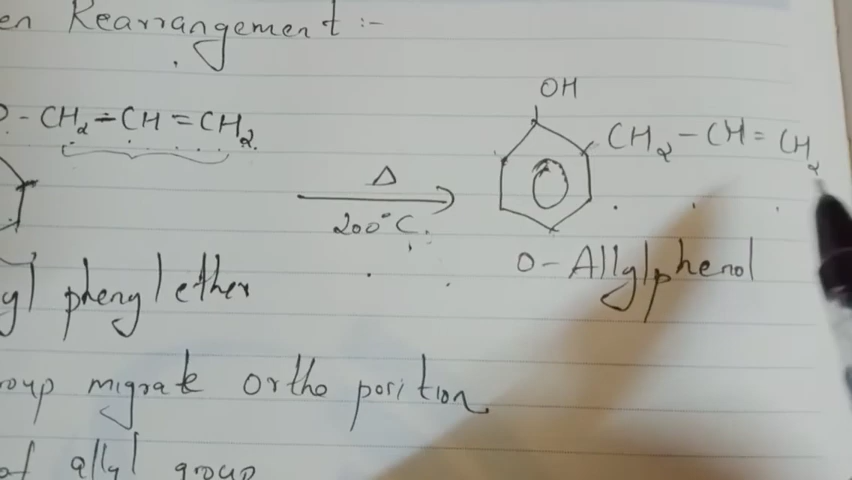 en Rearrangement :-
OH
O-CH2-CH=CH2
CH2-CH=CH2
Δ
200°C.
O-Allylphenol
yl phenyl ether
roup migrate ortho position
of allyl group